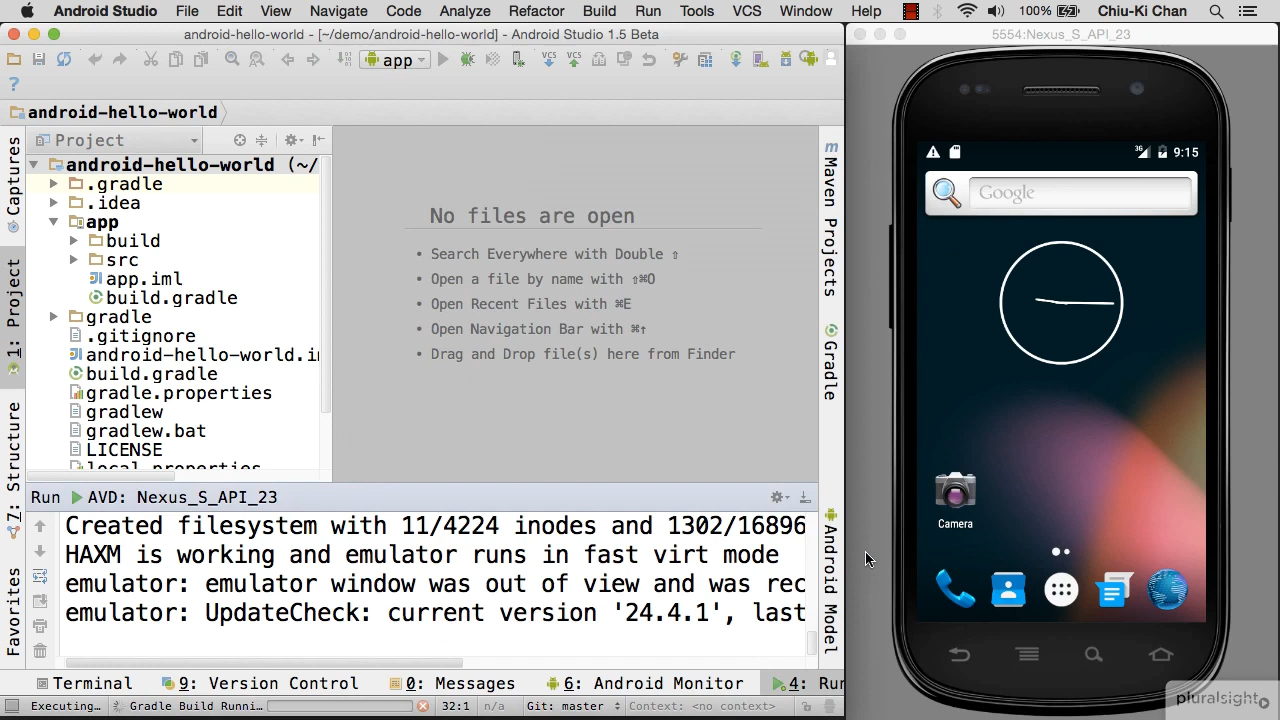 Android Studio File Edit View Navigate Code Analyze Refactor Build Run Tools VCS Window Help 100% Chiu-Ki Chan
android-hello-world - [~/demo/android-hello-world] - Android Studio 1.5 Beta
5554:Nexus_S_API_23
app VCS VCS
?
android-hello-world
Project
android-hello-world (~/
.gradle
.idea
app
build
src
app.iml
build.gradle
gradle
.gitignore
android-hello-world.i
build.gradle
gradle.properties
gradlew
gradlew.bat
LICENSE
local.properties
Captures
1: Project
Z: Structure
Favorites
No files are open
• Search Everywhere with Double ⇧
• Open a file by name with ⇧⌘O
• Open Recent Files with ⌘E
• Open Navigation Bar with ⌘↑
• Drag and Drop file(s) here from Finder
m Maven Projects
Gradle
Android Model
Run AVD: Nexus_S_API_23
Created filesystem with 11/4224 inodes and 1302/16896
HAXM is working and emulator runs in fast virt mode
emulator: emulator window was out of view and was rec
emulator: UpdateCheck: current version '24.4.1', last
Terminal 9: Version Control 0: Messages 6: Android Monitor 4: Ru
Executing… Gradle Build Runni… 32:1 n/a Git: master Context: <no context>
3G 9:15
Google
Camera
pluralsight